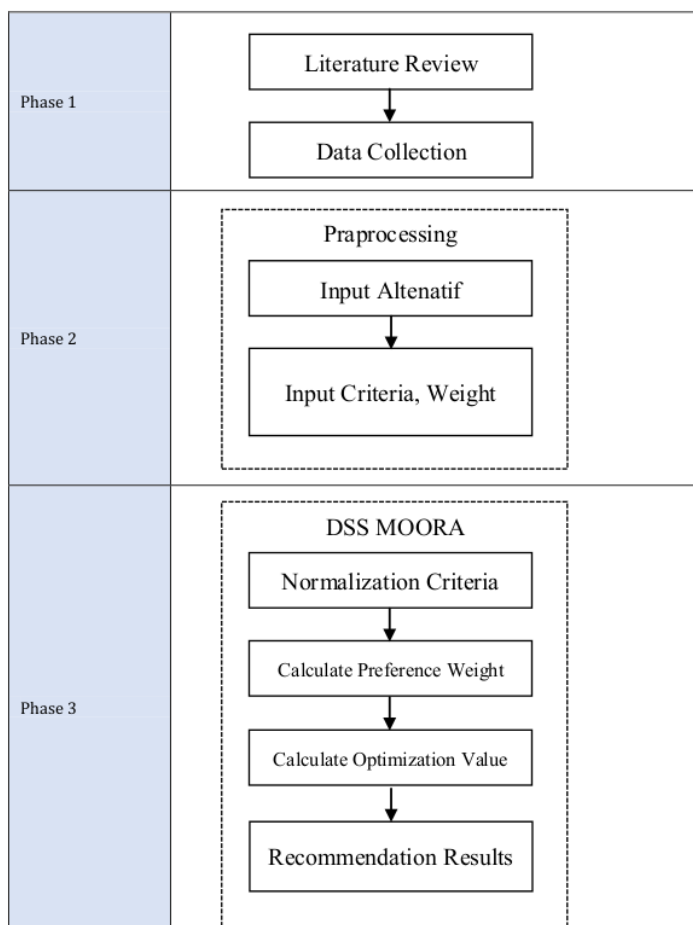 Phase 1
Literature Review
Data Collection
Phase 2
Praprocessing
Input Altenatif
Input Criteria, Weight
Phase 3
DSS MOORA
Normalization Criteria
Calculate Preference Weight
Calculate Optimization Value
Recommendation Results